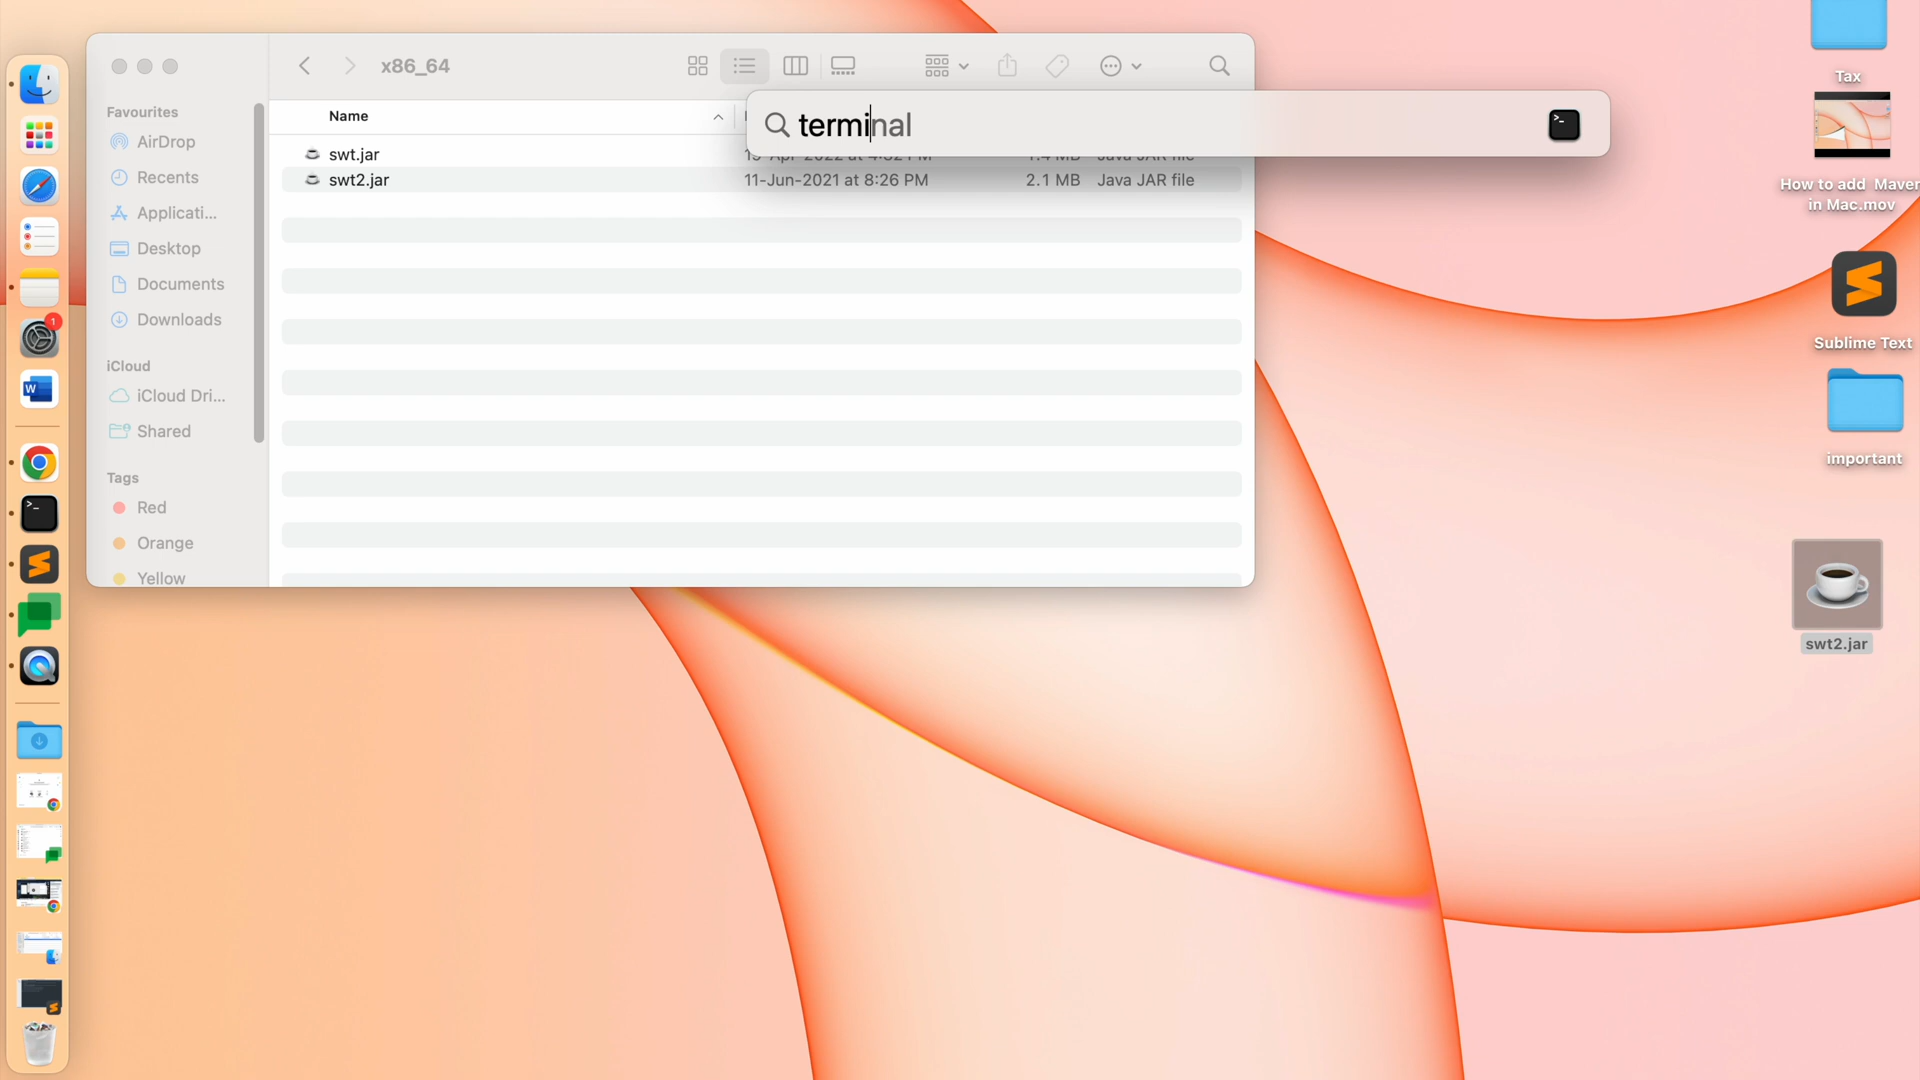 x86_64
terminal
Favourites
AirDrop
Recents
Applicati...
Desktop
Documents
Downloads
iCloud
iCloud Dri...
Shared
Tags
Red
Orange
Yellow
Name
swt.jar
swt2.jar 11-Jun-2021 at 8:26 PM 2.1 MB Java JAR file
Tax
How to add Maven
in Mac.mov
Sublime Text
important
swt2.jar
1
W